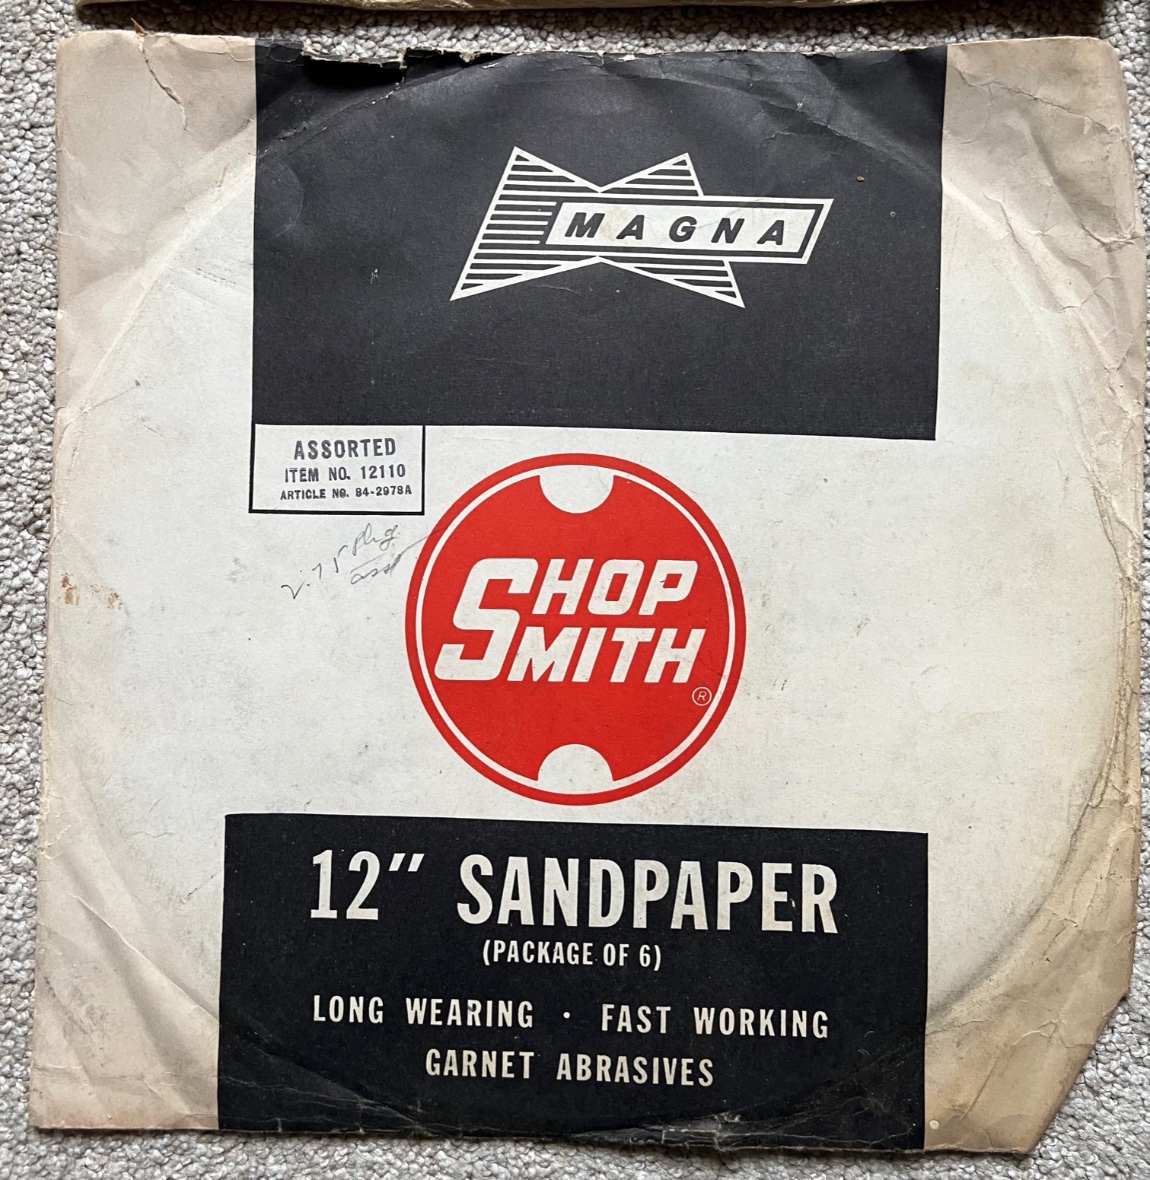 MAGNA
ASSORTED
ITEM NO. 12110
ARTICLE NO. 84-2978A
SHOP
SMITH
®
12" SANDPAPER
(PACKAGE OF 6)
LONG WEARING · FAST WORKING
GARNET ABRASIVES